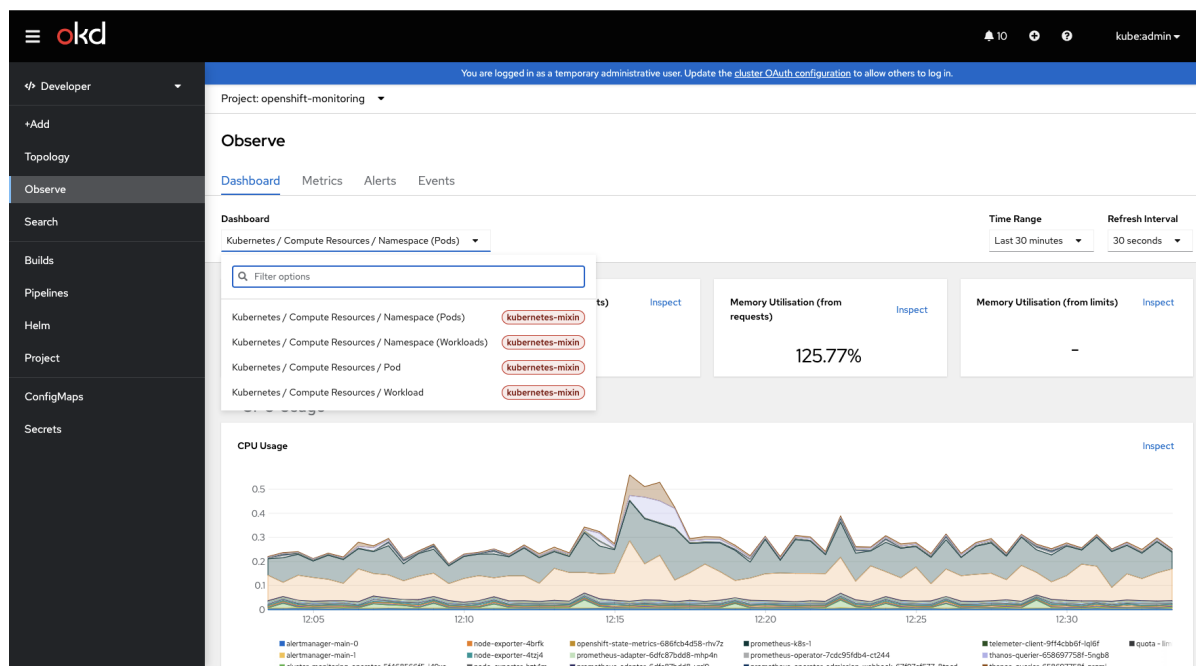 okd
10
kube:admin
You are logged in as a temporary administrative user. Update the cluster OAuth configuration to allow others to log in.
Developer
+Add
Topology
Observe
Search
Builds
Pipelines
Helm
Project
ConfigMaps
Secrets
Project: openshift-monitoring
Observe
Dashboard Metrics Alerts Events
Dashboard
Kubernetes / Compute Resources / Namespace (Pods)
Time Range
Last 30 minutes
Refresh Interval
30 seconds
Filter options
Kubernetes / Compute Resources / Namespace (Pods) kubernetes-mixin
Kubernetes / Compute Resources / Namespace (Workloads) kubernetes-mixin
Kubernetes / Compute Resources / Pod kubernetes-mixin
Kubernetes / Compute Resources / Workload kubernetes-mixin
ts) Inspect
Memory Utilisation (from
requests)
Inspect
125.77%
Memory Utilisation (from limits) Inspect
-
CPU Usage Inspect
0.5
0.4
0.3
0.2
0.1
0
12:05 12:10 12:15 12:20 12:25 12:30
alertmanager-main-0 node-exporter-4brfk openshift-state-metrics-686fcb4d58-rhv7z prometheus-k8s-1 telemeter-client-9ff4cbb6f-lql6f quota -
alertmanager-main-1 node-exporter-4tzj4 prometheus-adapter-6dfc87bdd8-mhp4n prometheus-operator-7cdc95fdb4-ct244 thanos-querier-658697758f-5ngb8